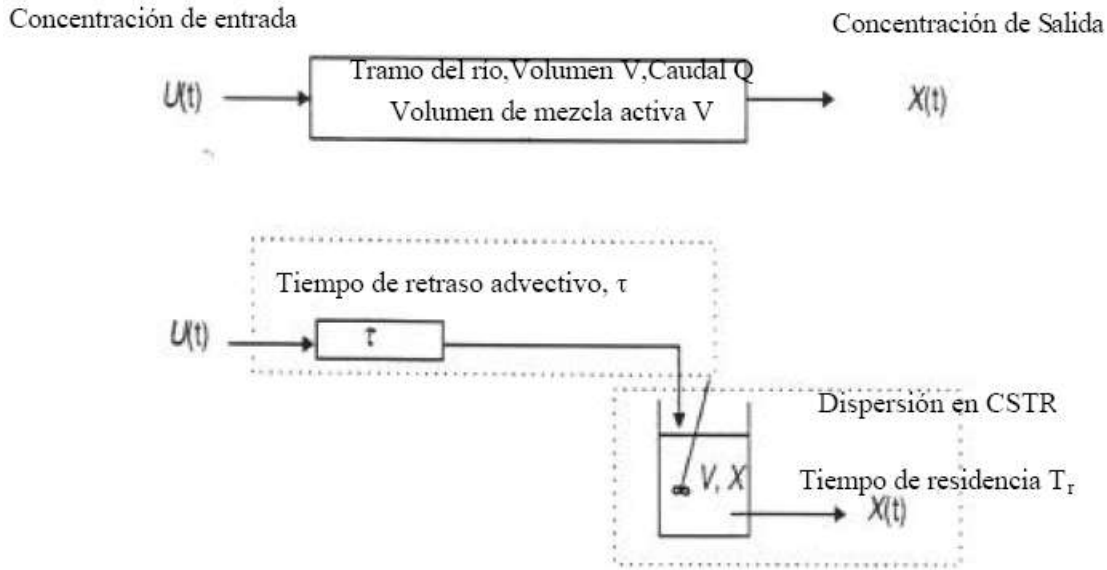 Concentración de entrada
Concentración de Salida
U(t)
Tramo del río,Volumen V,Caudal Q
Volumen de mezcla activa V
X(t)
Tiempo de retraso advectivo, τ
U(t)
τ
Dispersión en CSTR
V, X
Tiempo de residencia Tr
X(t)